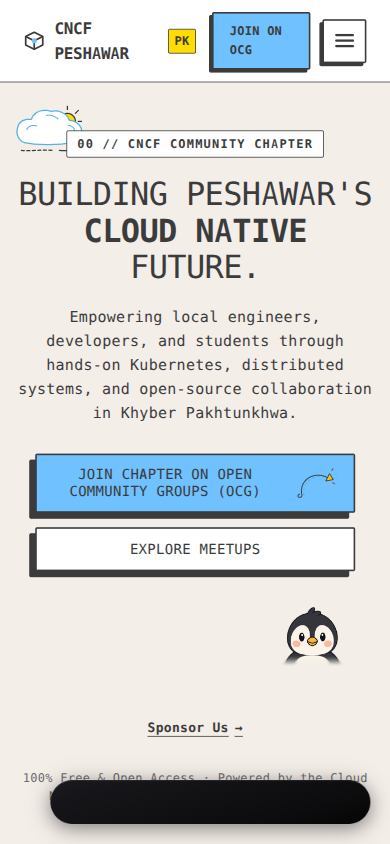 CNCF
PESHAWAR
PK
JOIN ON
OCG
00 // CNCF COMMUNITY CHAPTER
BUILDING PESHAWAR'S
CLOUD NATIVE
FUTURE.
Empowering local engineers,
developers, and students through
hands-on Kubernetes, distributed
systems, and open-source collaboration
in Khyber Pakhtunkhwa.
JOIN CHAPTER ON OPEN
COMMUNITY GROUPS (OCG)
EXPLORE MEETUPS
Sponsor Us →
100% Free & Open Access · Powered by the Cloud